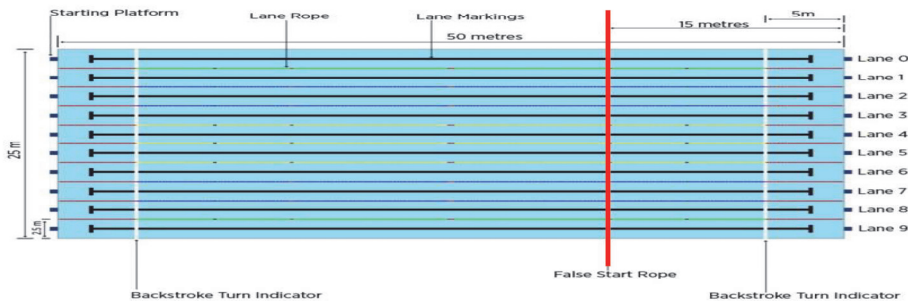 Starting Platform
Lane Rope
Lane Markings
5m
15 metres
50 metres
Lane 0
Lane 1
Lane 2
Lane 3
Lane 4
Lane 5
Lane 6
Lane 7
Lane 8
Lane 9
25 m
2.5 m
False Start Rope
Backstroke Turn Indicator
Backstroke Turn Indicator